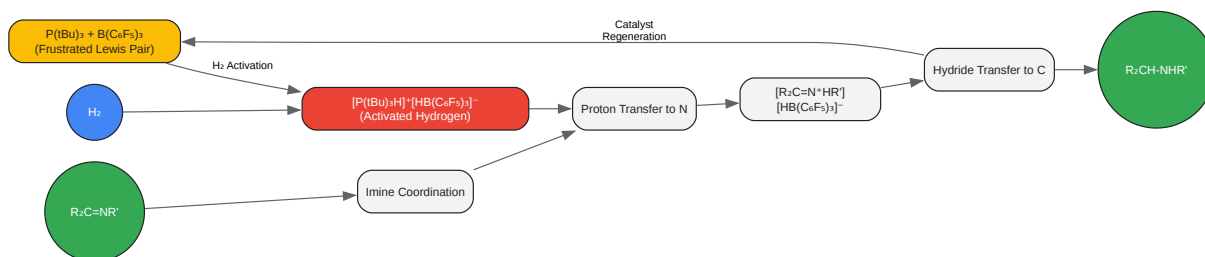 P(tBu)₃ + B(C₆F₅)₃
(Frustrated Lewis Pair)
H₂ Activation
Catalyst
Regeneration
H₂
[P(tBu)₃H]⁺[HB(C₆F₅)₃]⁻
(Activated Hydrogen)
Proton Transfer to N
[R₂C=N⁺HR']
[HB(C₆F₅)₃]⁻
Hydride Transfer to C
R₂CH-NHR'
Imine Coordination
R₂C=NR'